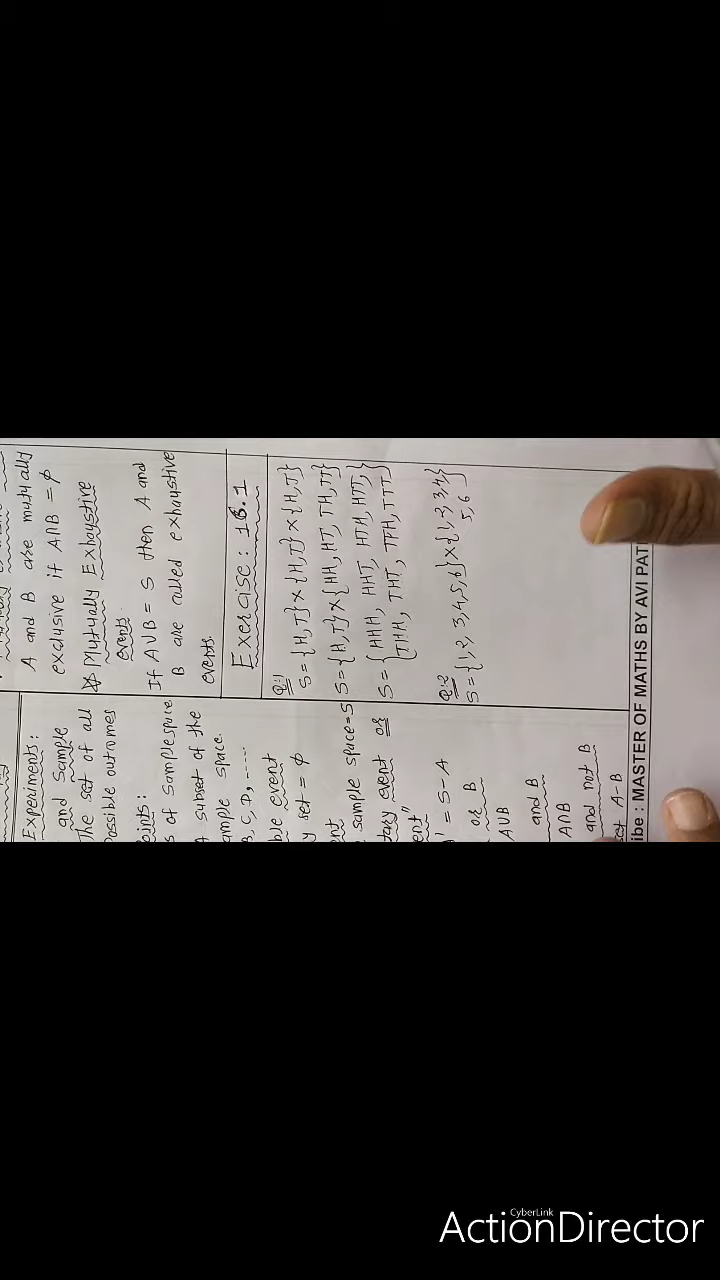 Experiments:
and Sample
The set of all
Possible outcomes
oints:
s of samplespace
A subset of the
ample space.
B, C, D, .....
ble event
y set = ϕ
ent
sample space = S
tary event or
ent"
A' = S - A
or B
AUB
and B
A∩B
and not B
A - B
A and B are mutually
exclusive if A∩B = ϕ
Mutually Exhaustive
events.
If AUB = S then A and
B are called exhaustive
events.
Exercise: 16.1
Q:1
S = {H,T} X {H,T} X {H,T}
S = {H,T} X {HH, HT, TH, TT}
S = {HHH, HHT, HTH, HTT,
THH, THT, TTH, TTT}
Q:2
S = {1, 2, 3, 4, 5, 6} X {1, 2, 3, 4,
5, 6}
ibe : MASTER OF MATHS BY AVI PAT
CyberLink
ActionDirector